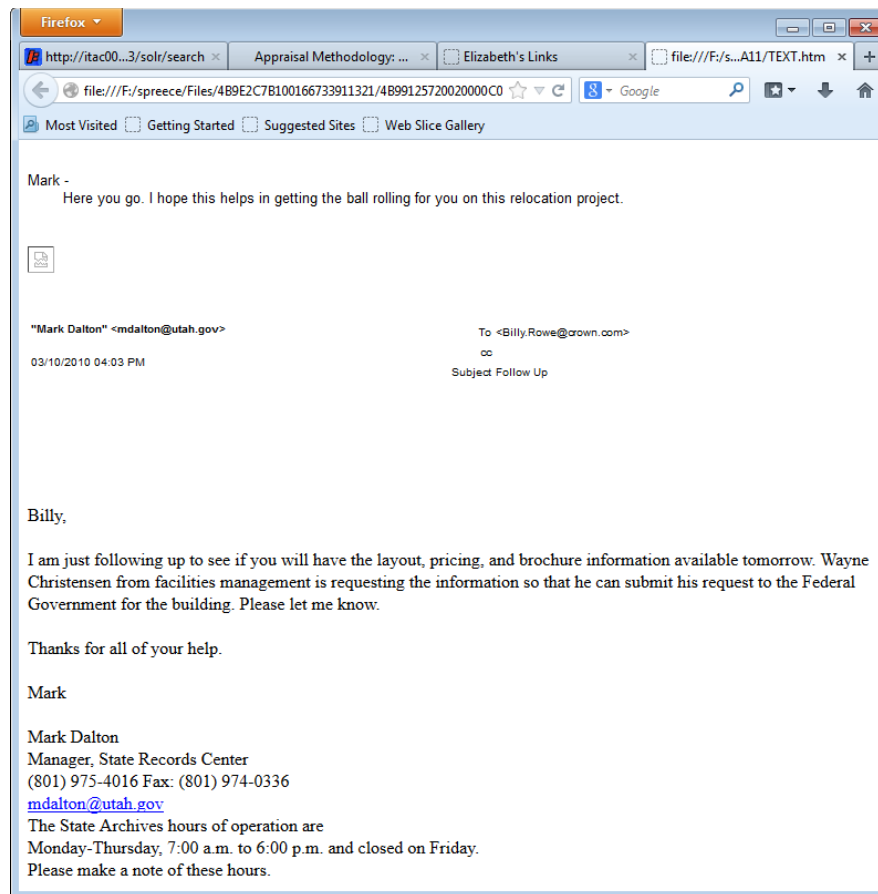 Firefox
http://itac00...3/solr/search × Appraisal Methodology: ... × Elizabeth's Links × file:///F:/s...A11/TEXT.htm × +
file:///F:/spreece/Files/4B9E2C7B100166733911321/4B99125720020000C0 Google
Most Visited Getting Started Suggested Sites Web Slice Gallery
Mark -
Here you go. I hope this helps in getting the ball rolling for you on this relocation project.
"Mark Dalton" <mdalton@utah.gov>
To <Billy.Rowe@crown.com>
cc
03/10/2010 04:03 PM
Subject Follow Up
Billy,
I am just following up to see if you will have the layout, pricing, and brochure information available tomorrow. Wayne
Christensen from facilities management is requesting the information so that he can submit his request to the Federal
Government for the building. Please let me know.
Thanks for all of your help.
Mark
Mark Dalton
Manager, State Records Center
(801) 975-4016 Fax: (801) 974-0336
mdalton@utah.gov
The State Archives hours of operation are
Monday-Thursday, 7:00 a.m. to 6:00 p.m. and closed on Friday.
Please make a note of these hours.